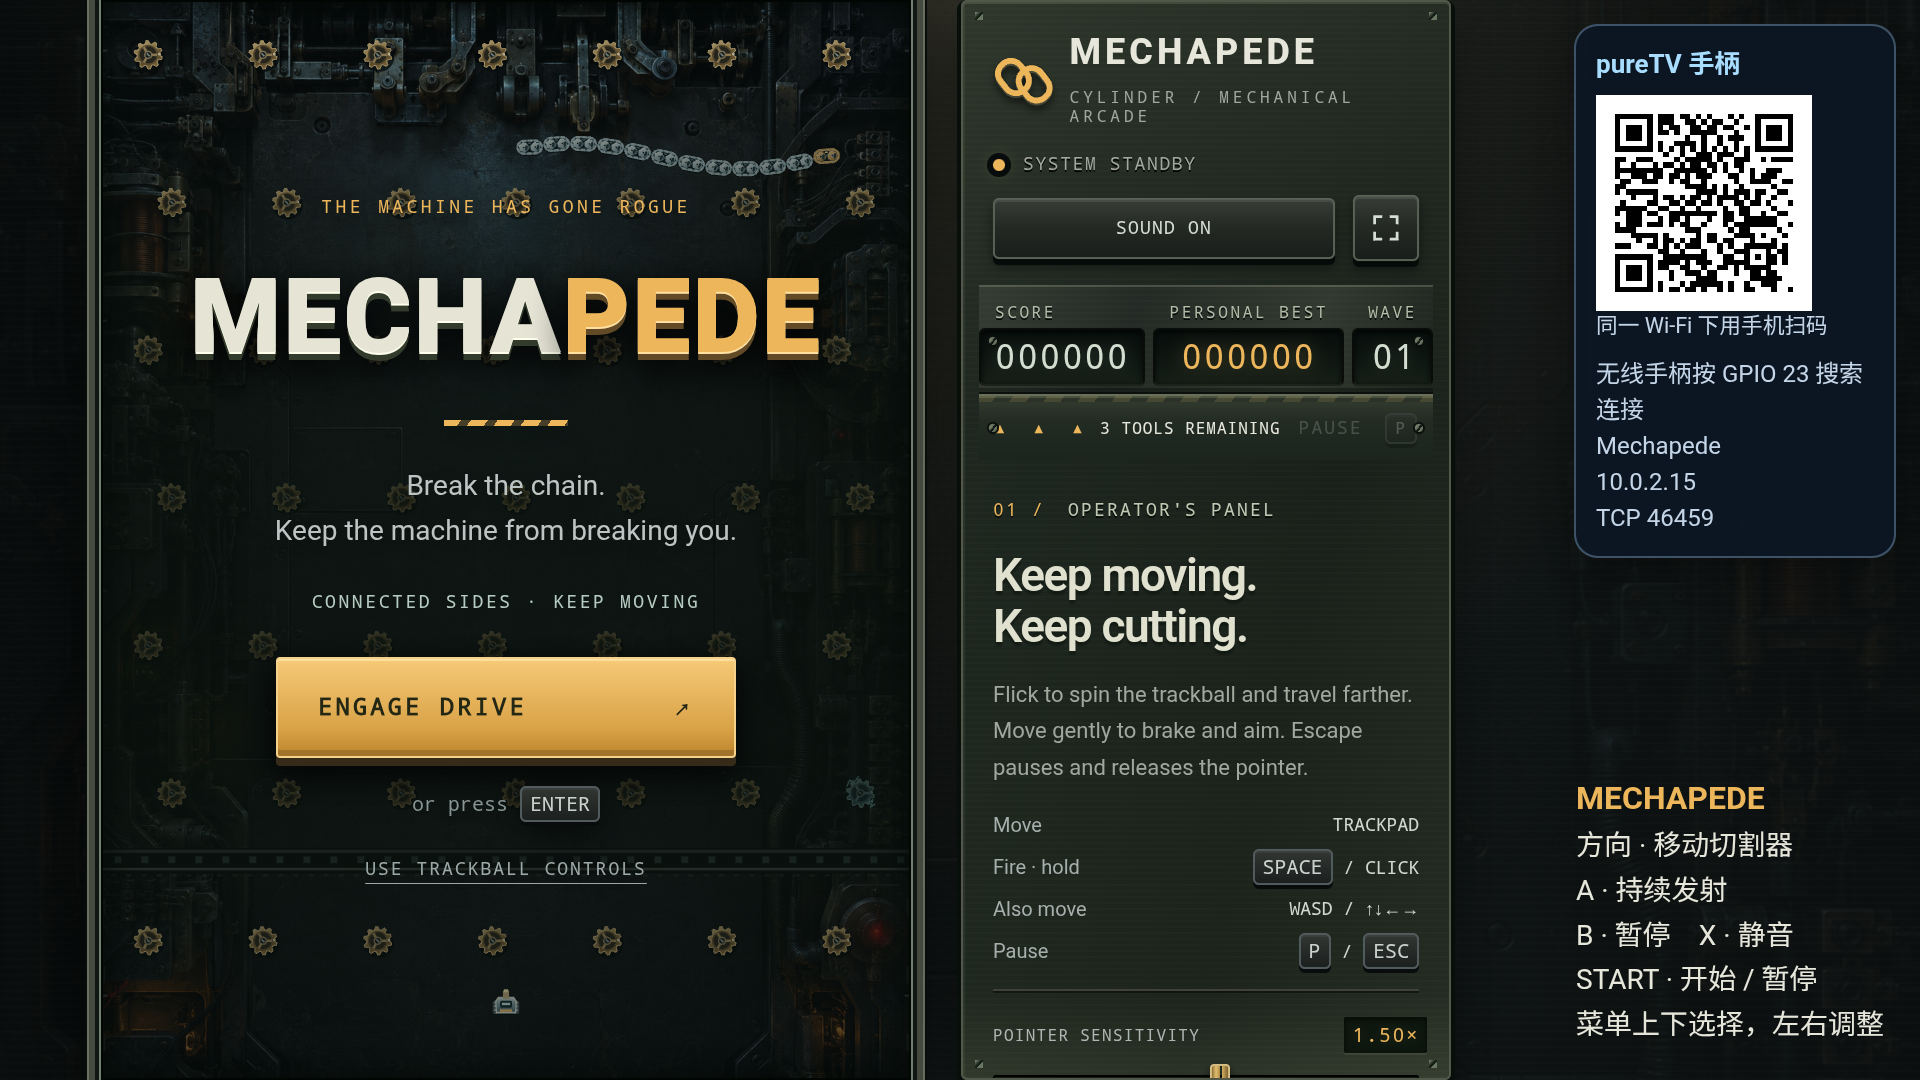 THE MACHINE HAS GONE ROGUE
MECHAPEDE
Break the chain.
Keep the machine from breaking you.
CONNECTED SIDES · KEEP MOVING
ENGAGE DRIVE ↗
or press ENTER
USE TRACKBALL CONTROLS
MECHAPEDE
CYLINDER / MECHANICAL
ARCADE
SYSTEM STANDBY
SOUND ON
SCORE PERSONAL BEST WAVE
000000 000000 01
▲ ▲ ▲ 3 TOOLS REMAINING PAUSE P
01 / OPERATOR'S PANEL
Keep moving.
Keep cutting.
Flick to spin the trackball and travel farther.
Move gently to brake and aim. Escape
pauses and releases the pointer.
Move TRACKPAD
Fire · hold SPACE / CLICK
Also move WASD / ↑↓←→
Pause P / ESC
POINTER SENSITIVITY 1.50×
pureTV 手柄
同一 Wi-Fi 下用手机扫码
无线手柄按 GPIO 23 搜索
连接
Mechapede
10.0.2.15
TCP 46459
MECHAPEDE
方向 · 移动切割器
A · 持续发射
B · 暂停 X · 静音
START · 开始 / 暂停
菜单上下选择，左右调整